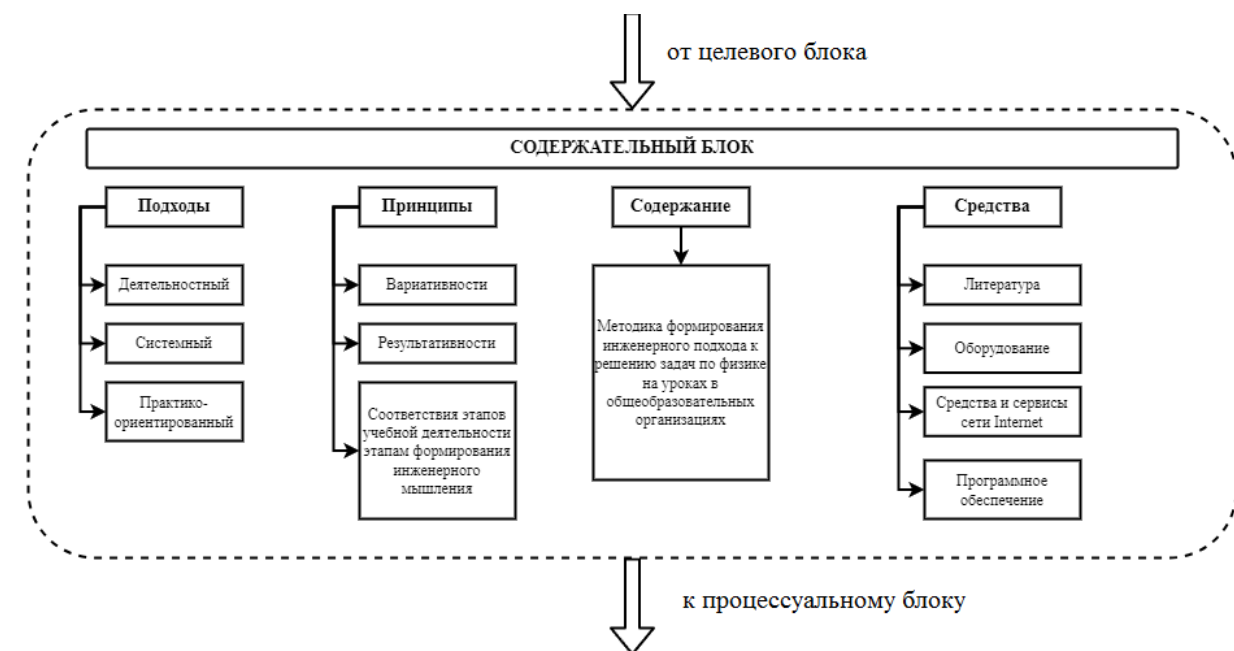 от целевого блока
СОДЕРЖАТЕЛЬНЫЙ БЛОК
Подходы
Деятельностный
Системный
Практико-
ориентированный
Принципы
Вариативности
Результативности
Соответствия этапов
учебной деятельности
этапам формирования
инженерного
мышления
Содержание
Методика формирования
инженерного подхода к
решению задач по физике
на уроках в
общеобразовательных
организациях
Средства
Литература
Оборудование
Средства и сервисы
сети Internet
Программное
обеспечение
к процессуальному блоку